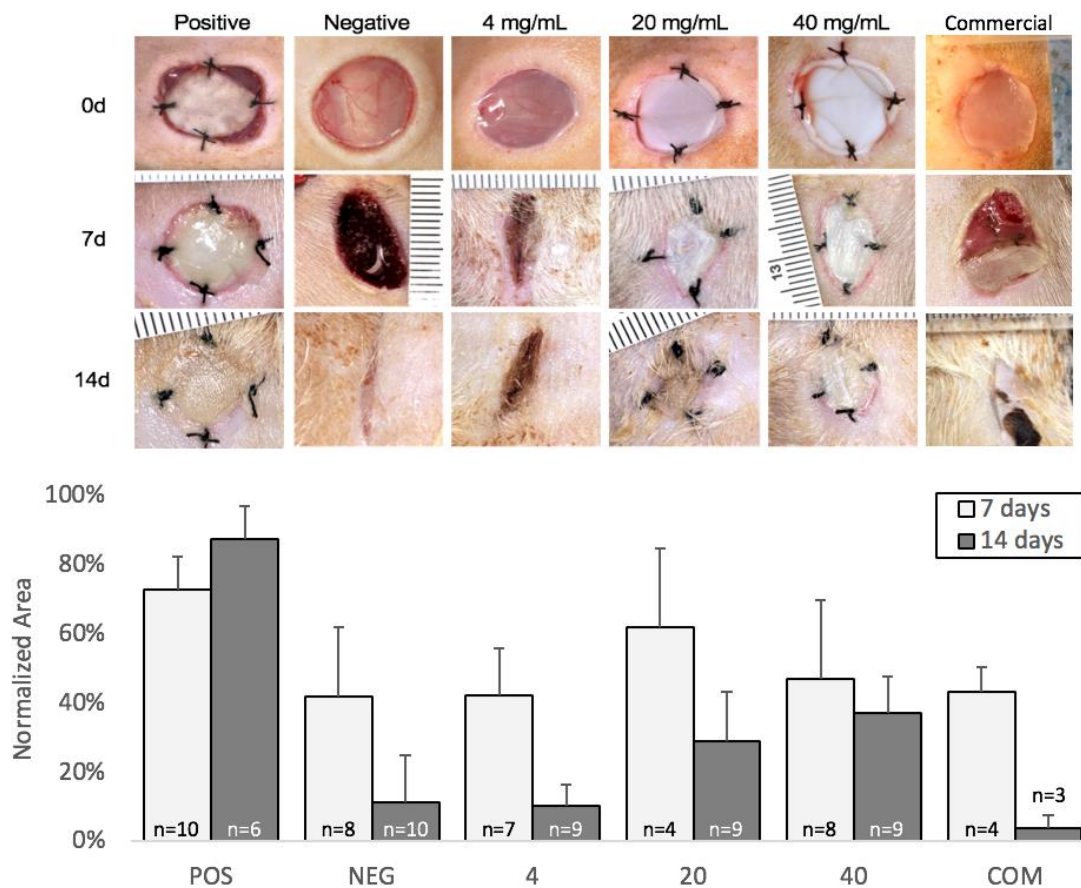 Positive Negative 4 mg/mL 20 mg/mL 40 mg/mL Commercial
0d
7d
13
14d
100%
80%
60%
40%
20%
0%
Normalized Area
7 days
14 days
n=10 n=6 n=8 n=10 n=7 n=9 n=4 n=9 n=8 n=9 n=4 n=3
POS NEG 4 20 40 COM